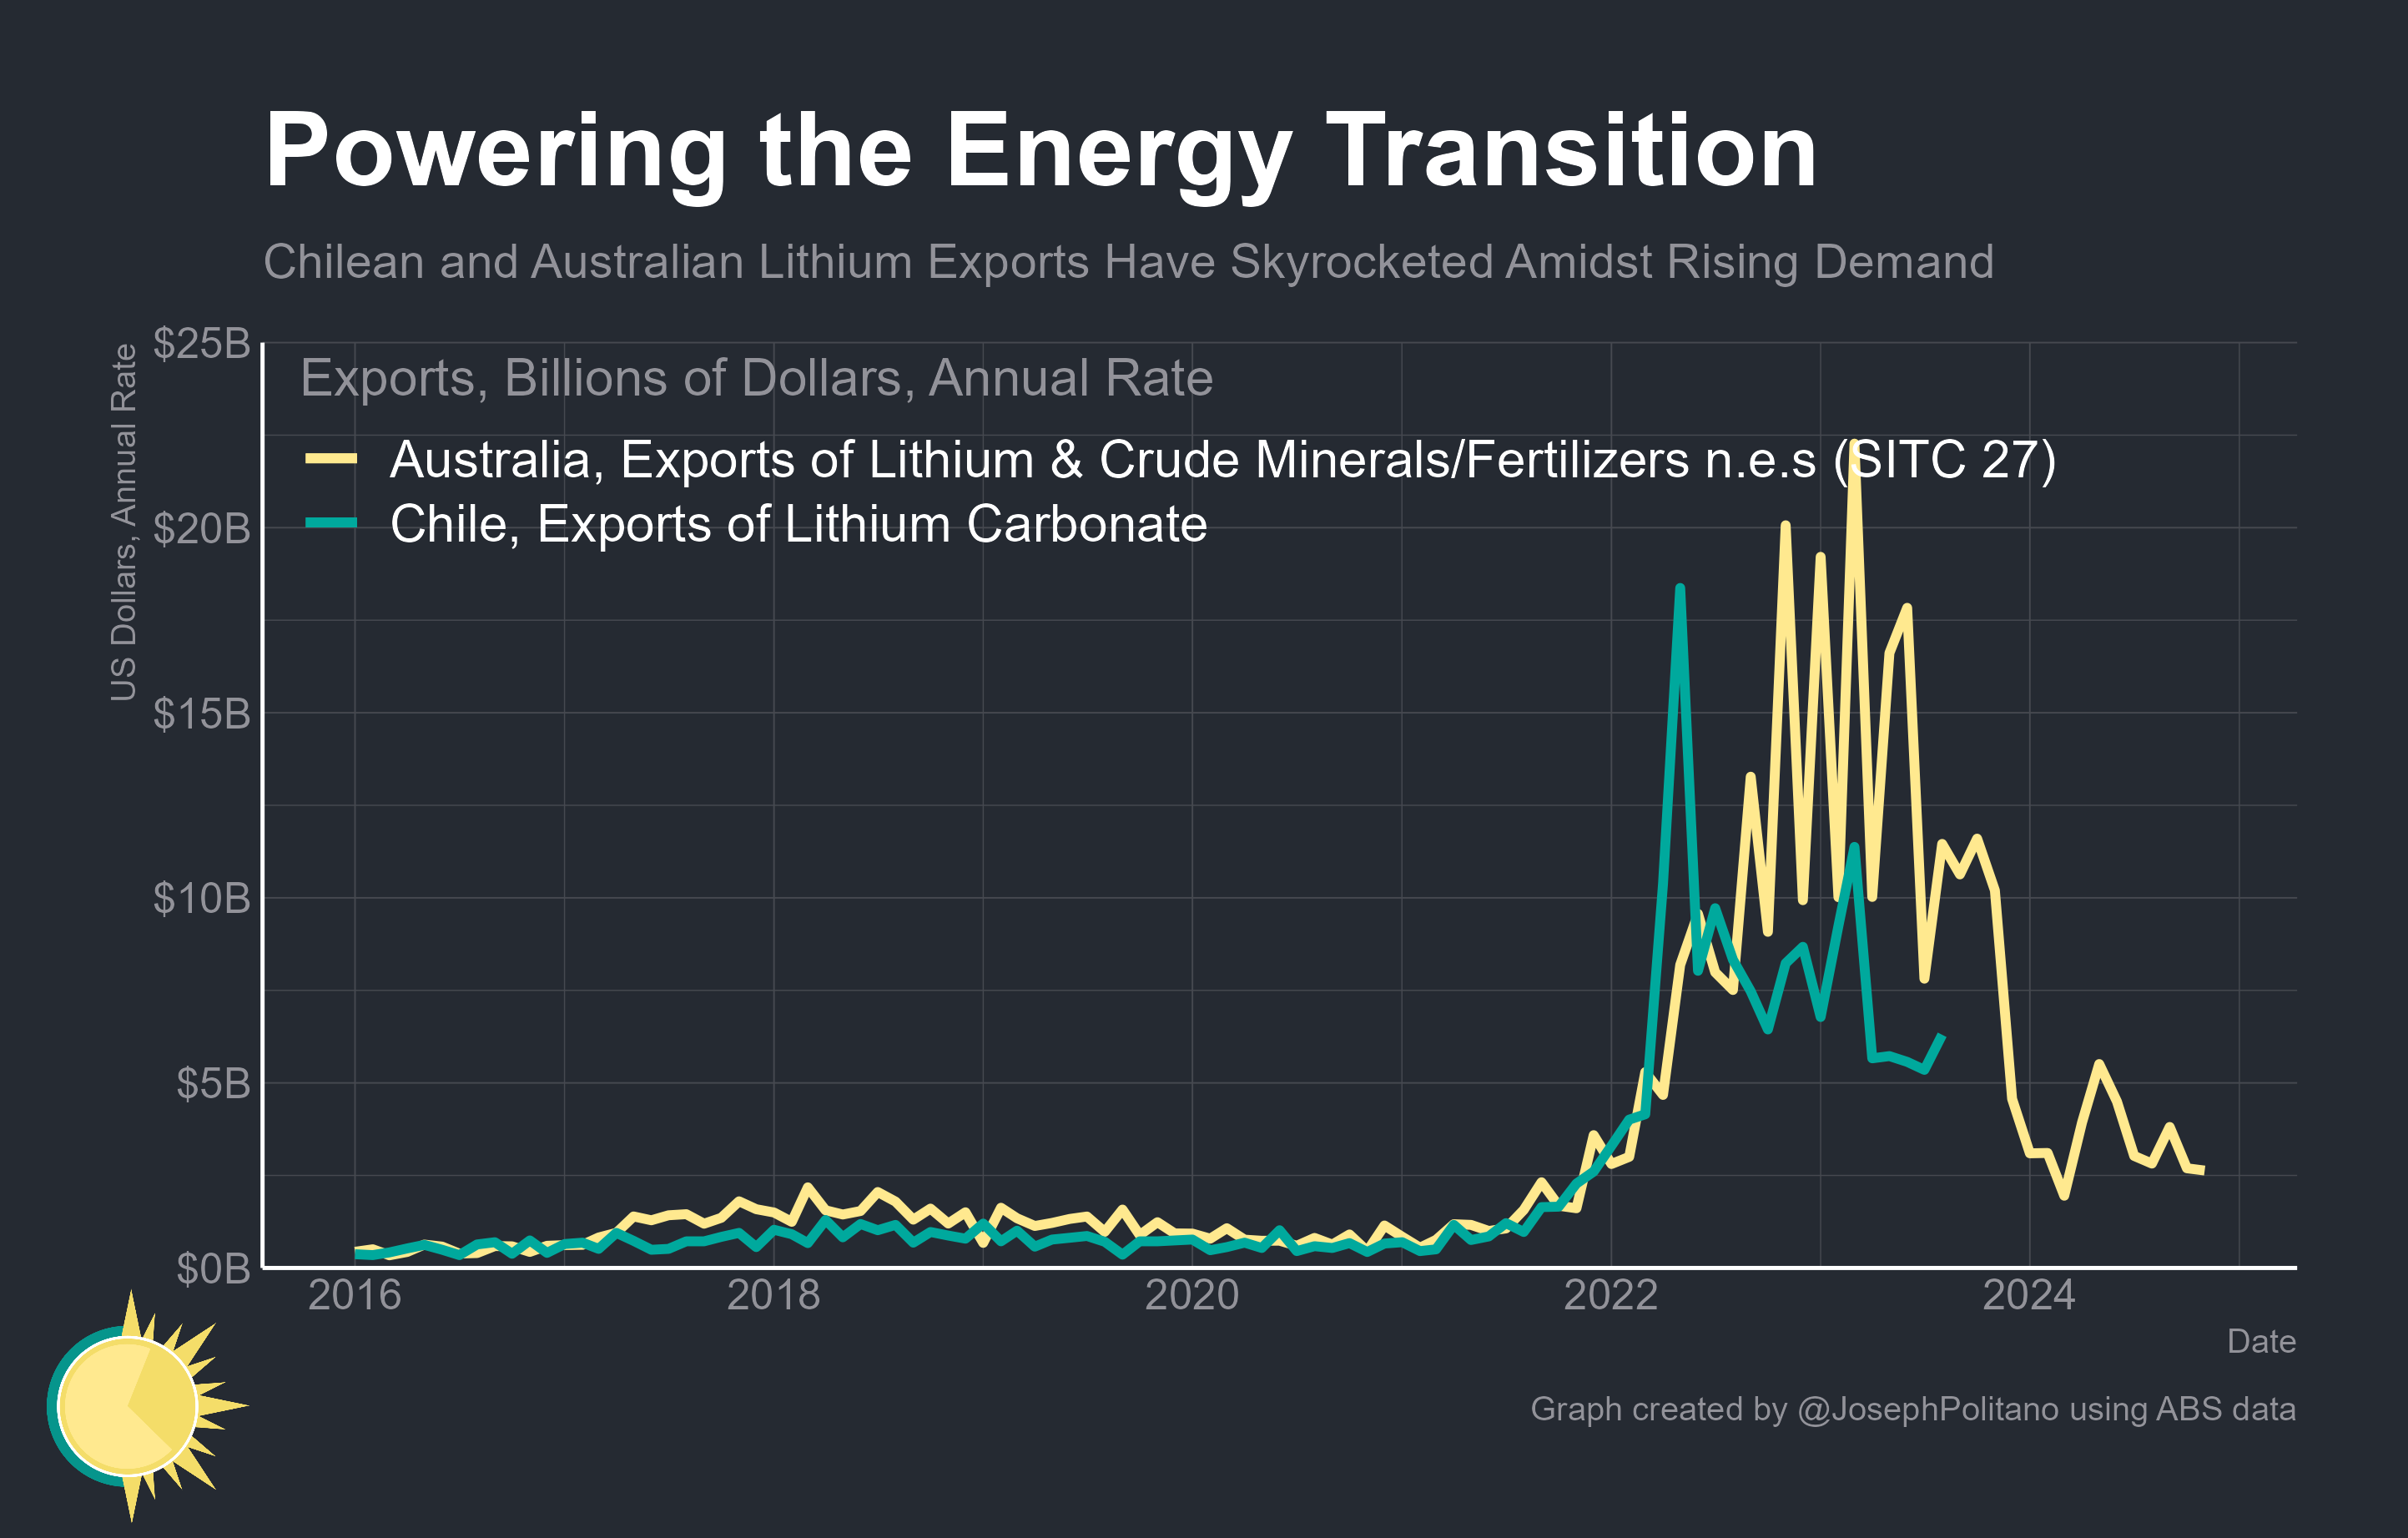 Powering the Energy Transition
Chilean and Australian Lithium Exports Have Skyrocketed Amidst Rising Demand
US Dollars, Annual Rate
$25B
$20B
$15B
$10B
$5B
$0B
Exports, Billions of Dollars, Annual Rate
Australia, Exports of Lithium & Crude Minerals/Fertilizers n.e.s (SITC 27)
Chile, Exports of Lithium Carbonate
2016 2018 2020 2022 2024
Date
Graph created by @JosephPolitano using ABS data